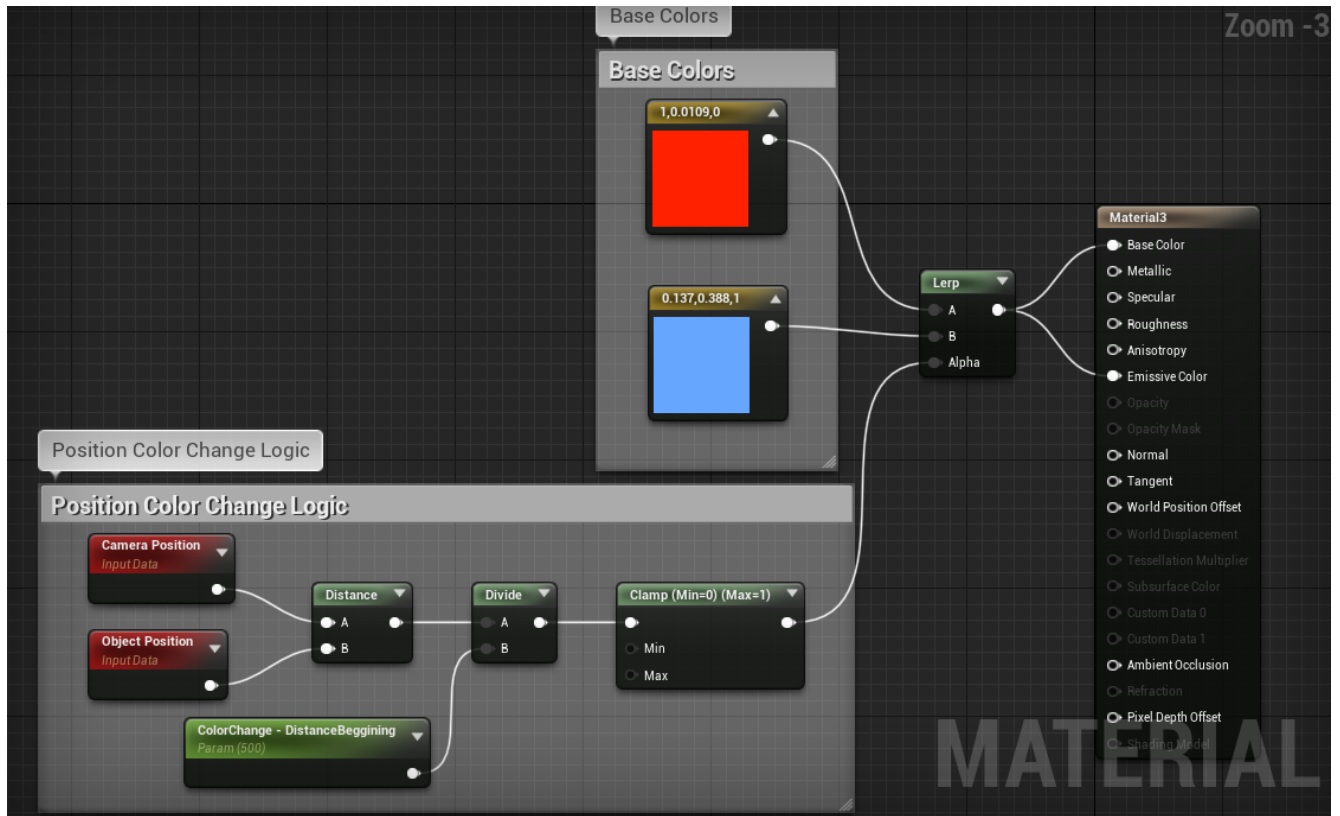 Base Colors
Zoom -3
Base Colors
1,0.0109,0
0.137,0.388,1
Lerp
A
B
Alpha
Material3
Base Color
Metallic
Specular
Roughness
Anisotropy
Emissive Color
Opacity
Opacity Mask
Normal
Tangent
World Position Offset
World Displacement
Tessellation Multiplier
Subsurface Color
Custom Data 0
Custom Data 1
Ambient Occlusion
Refraction
Pixel Depth Offset
Shading Model
Position Color Change Logic
Position Color Change Logic
Camera Position
Input Data
Object Position
Input Data
Distance
A
B
Divide
A
B
Clamp (Min=0) (Max=1)
Min
Max
ColorChange - DistanceBeggining
Param (500)
MATERIAL